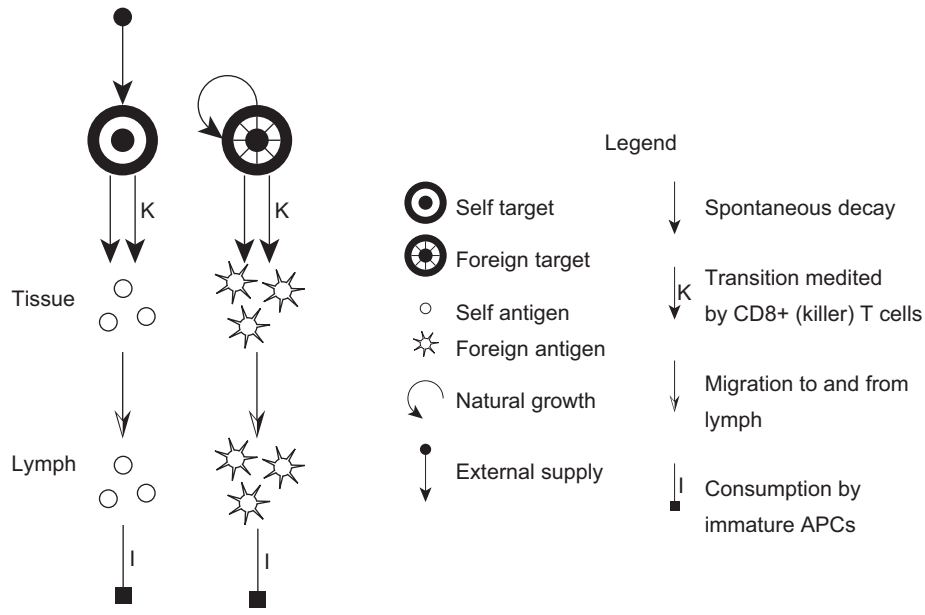 K
K
Tissue
Lymph
I
I
Legend
Self target
Foreign target
Self antigen
Foreign antigen
Natural growth
External supply
Spontaneous decay
K
Transition medited
by CD8+ (killer) T cells
Migration to and from
lymph
I
Consumption by
immature APCs